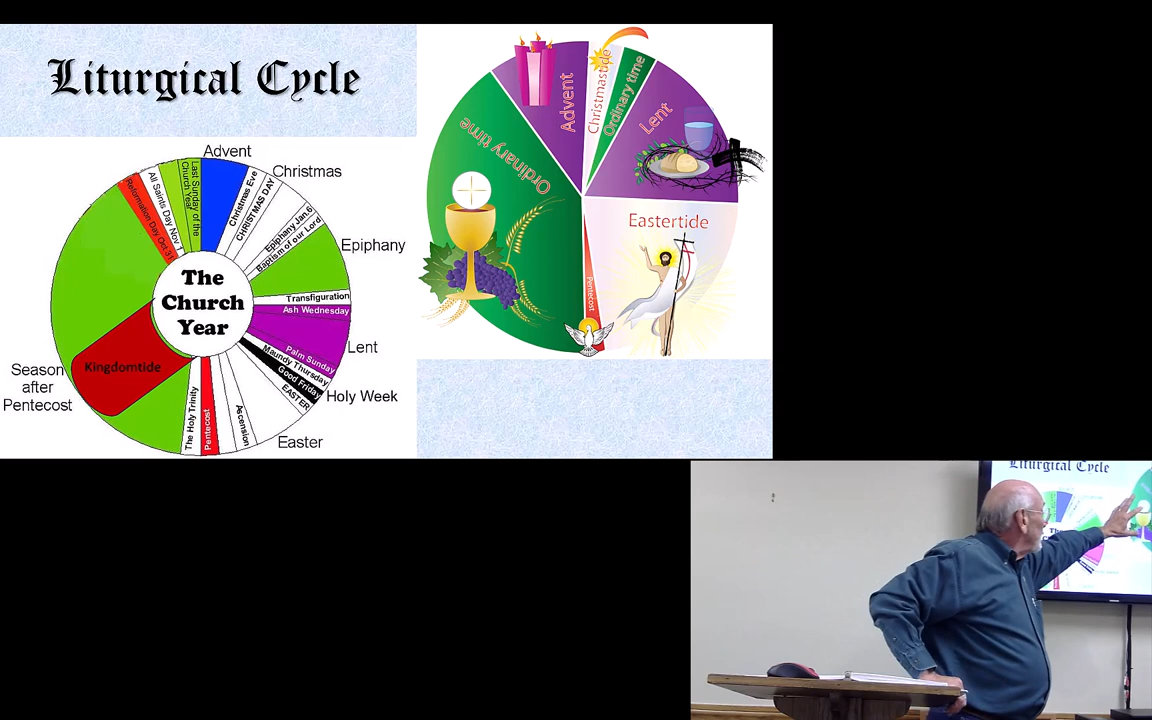 Liturgical Cycle
Advent
Christmas
Epiphany
Lent
Holy Week
Easter
Season
after
Pentecost
The
Church
Year
Christmas Eve
CHRISTMAS DAY
Epiphany Jan.6
Baptism of our Lord
Transfiguration
Ash Wednesday
Palm Sunday
Maundy Thursday
Good Friday
EASTER
Ascension
Pentecost
The Holy Trinity
Kingdomtide
Reformation Day Oct 31
All Saints Day Nov 1
Last Sunday of the
Church Year
Ordinary time
Advent
Christmastide
Ordinary time
Lent
Eastertide
Pentecost
Liturgical Cycle